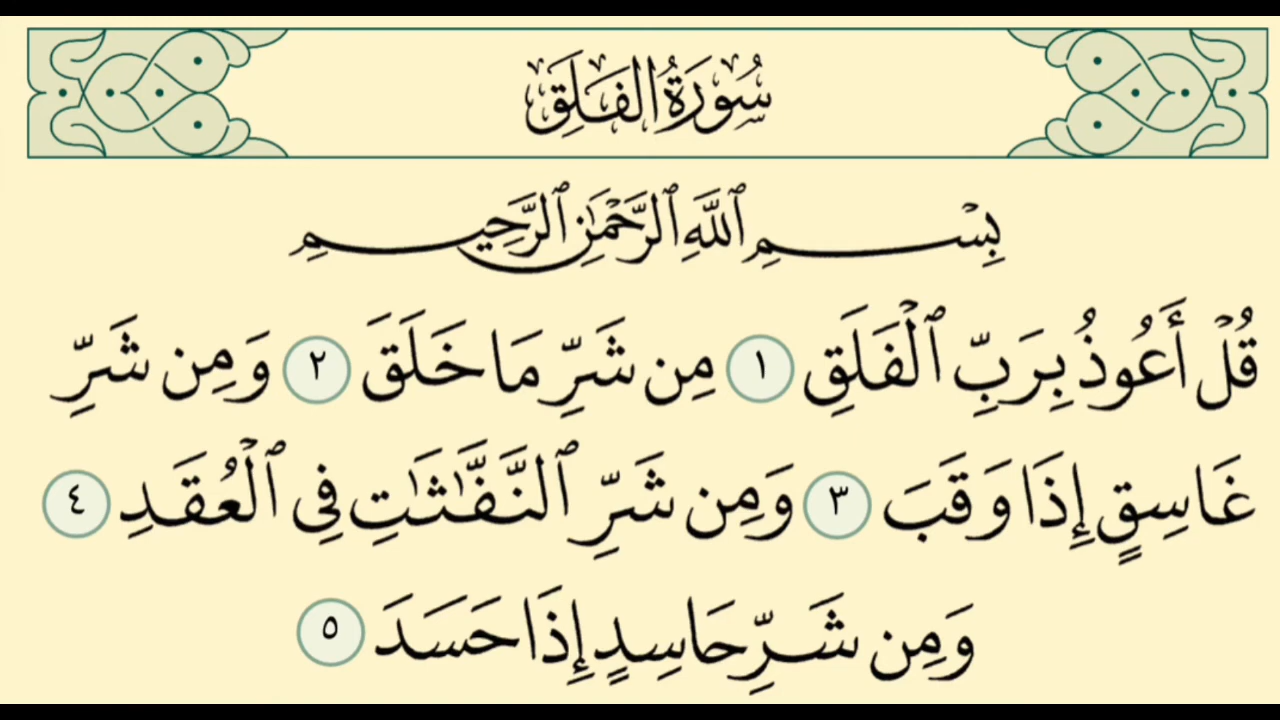 سُورَةُ الفَلَقِ
بِسْمِ ٱللَّهِ ٱلرَّحْمَٰنِ ٱلرَّحِيمِ
قُلْ أَعُوذُ بِرَبِّ ٱلْفَلَقِ ١ مِن شَرِّ مَا خَلَقَ ٢ وَمِن شَرِّ
غَاسِقٍ إِذَا وَقَبَ ٣ وَمِن شَرِّ ٱلنَّفَّٰثَٰتِ فِى ٱلْعُقَدِ ٤
وَمِن شَرِّ حَاسِدٍ إِذَا حَسَدَ ٥